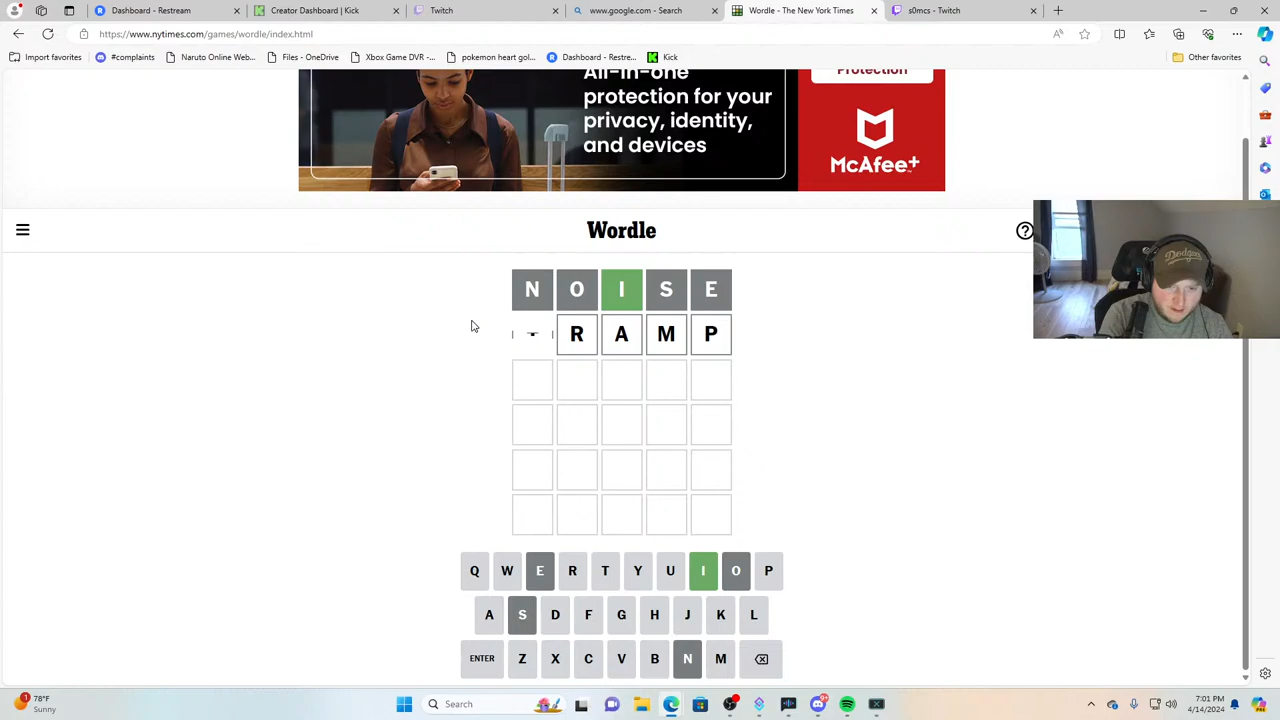 Dashboard - Restream
Creator Dashboard | Kick
Twitch
www.google.com - Search
Wordle - The New York Times
s0mcs - Twitch
https://www.nytimes.com/games/wordle/index.html
Import favorites
#complaints
Naruto Online Web...
Files - OneDrive
Xbox Game DVR -...
pokemon heart gol...
Dashboard - Restre...
Kick
Other favorites
All-in-one
protection for your
privacy, identity,
and devices
Protection
McAfee+
Wordle
N O I S E
R A M P
Dodgers
Q W E R T Y U I O P
A S D F G H J K L
ENTER Z X C V B N M
78°F
Sunny
Search
7:01 PM
4/14/2024